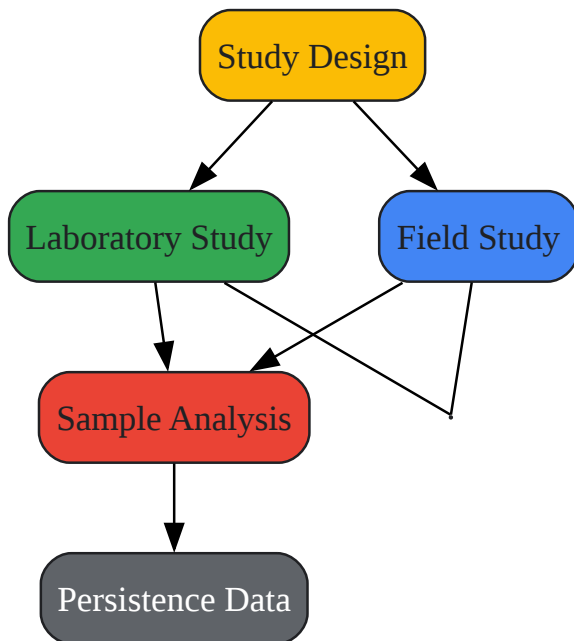 Study Design
Laboratory Study
Field Study
Sample Analysis
Persistence Data